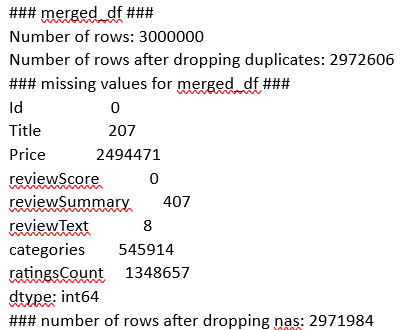 ### merged_df ###
Number of rows: 3000000
Number of rows after dropping duplicates: 2972606
### missing values for merged_df ###
Id 0
Title 207
Price 2494471
reviewScore 0
reviewSummary 407
reviewText 8
categories 545914
ratingsCount 1348657
dtype: int64
### number of rows after dropping nas: 2971984